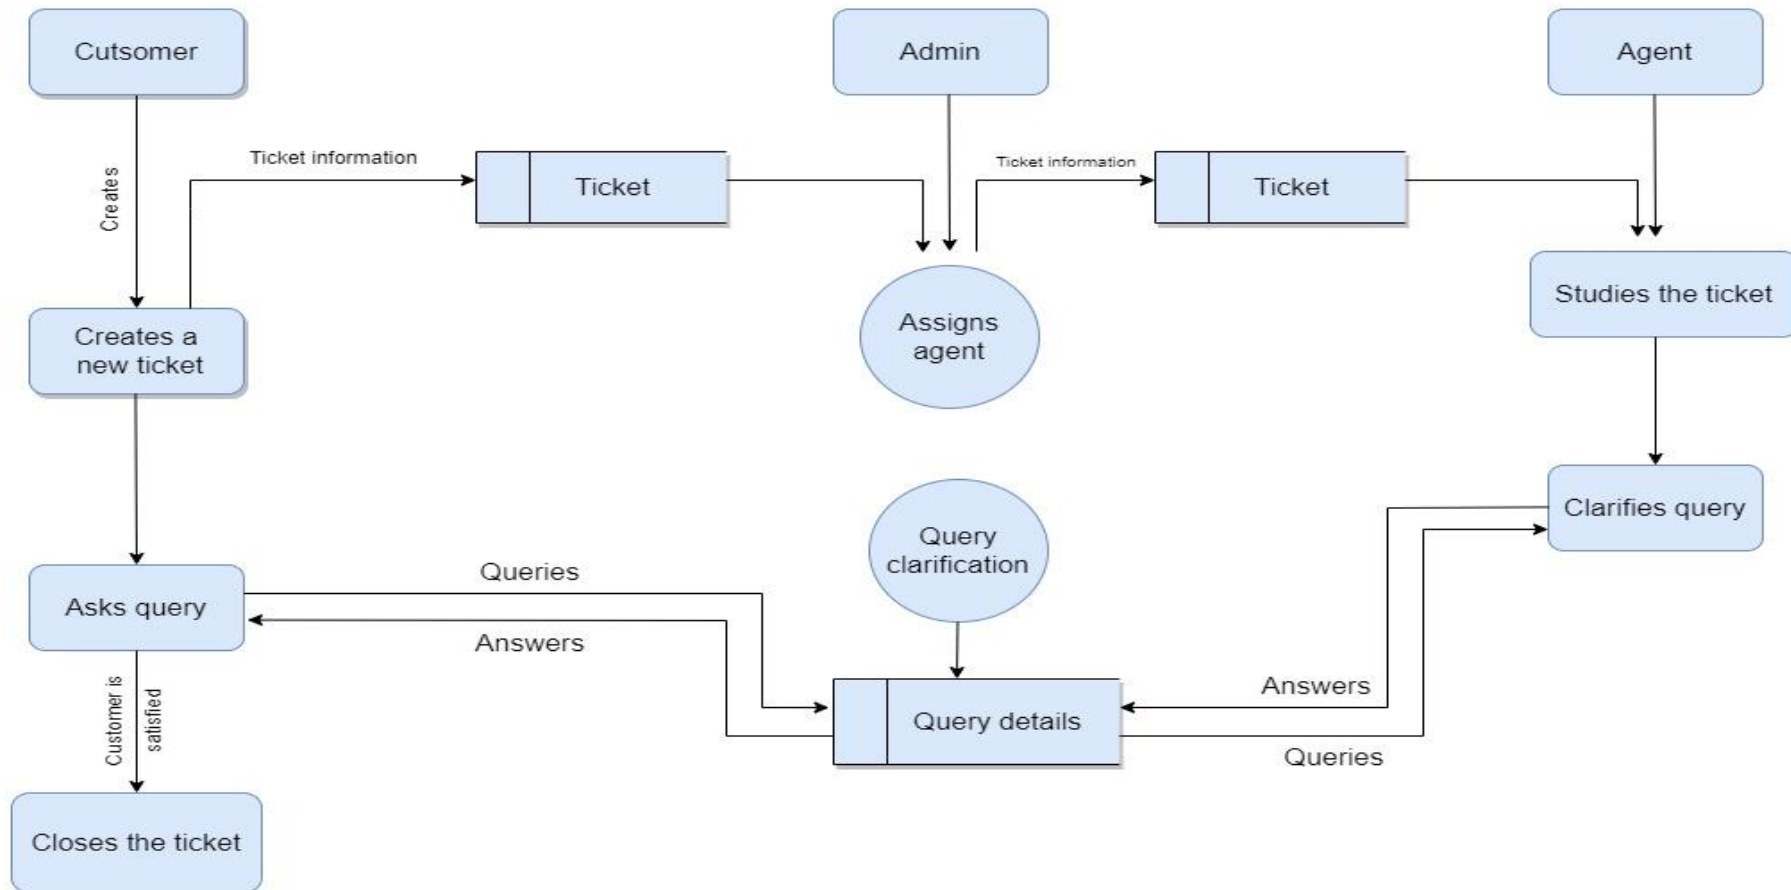 Cutsomer
Admin
Agent
Creates
Ticket information
Ticket
Ticket information
Ticket
Creates a
new ticket
Assigns
agent
Studies the ticket
Query
clarification
Clarifies query
Asks query
Queries
Answers
Customer is
satisfied
Query details
Answers
Queries
Closes the ticket